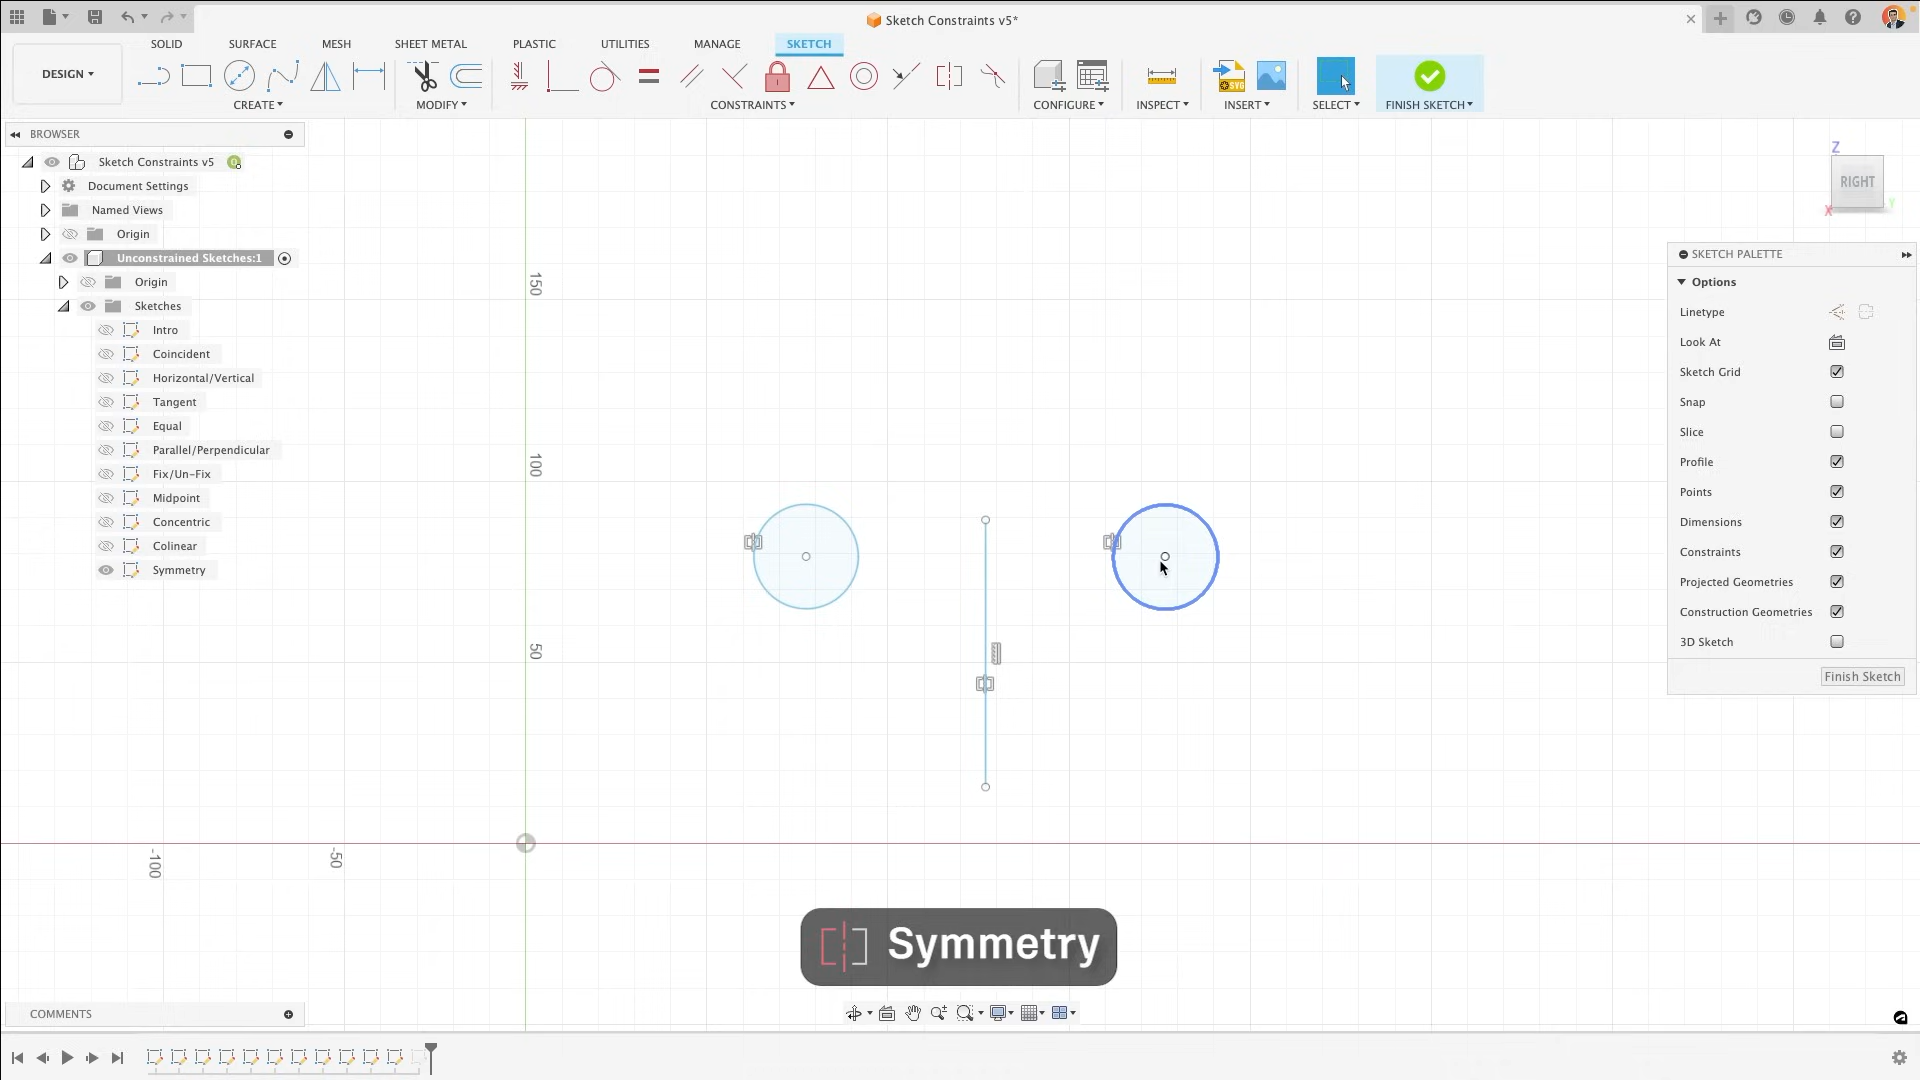 Sketch Constraints v5*
SOLID SURFACE MESH SHEET METAL PLASTIC UTILITIES MANAGE SKETCH
DESIGN
CREATE MODIFY CONSTRAINTS CONFIGURE INSPECT INSERT SELECT FINISH SKETCH
SVG
BROWSER
Sketch Constraints v5
Document Settings
Named Views
Origin
Unconstrained Sketches:1
Origin
Sketches
Intro
Coincident
Horizontal/Vertical
Tangent
Equal
Parallel/Perpendicular
Fix/Un-Fix
Midpoint
Concentric
Colinear
Symmetry
150
100
50
-100
-50
Z
RIGHT
X
Y
SKETCH PALETTE
Options
Linetype
Look At
Sketch Grid
Snap
Slice
Profile
Points
Dimensions
Constraints
Projected Geometries
Construction Geometries
3D Sketch
Finish Sketch
Symmetry
COMMENTS